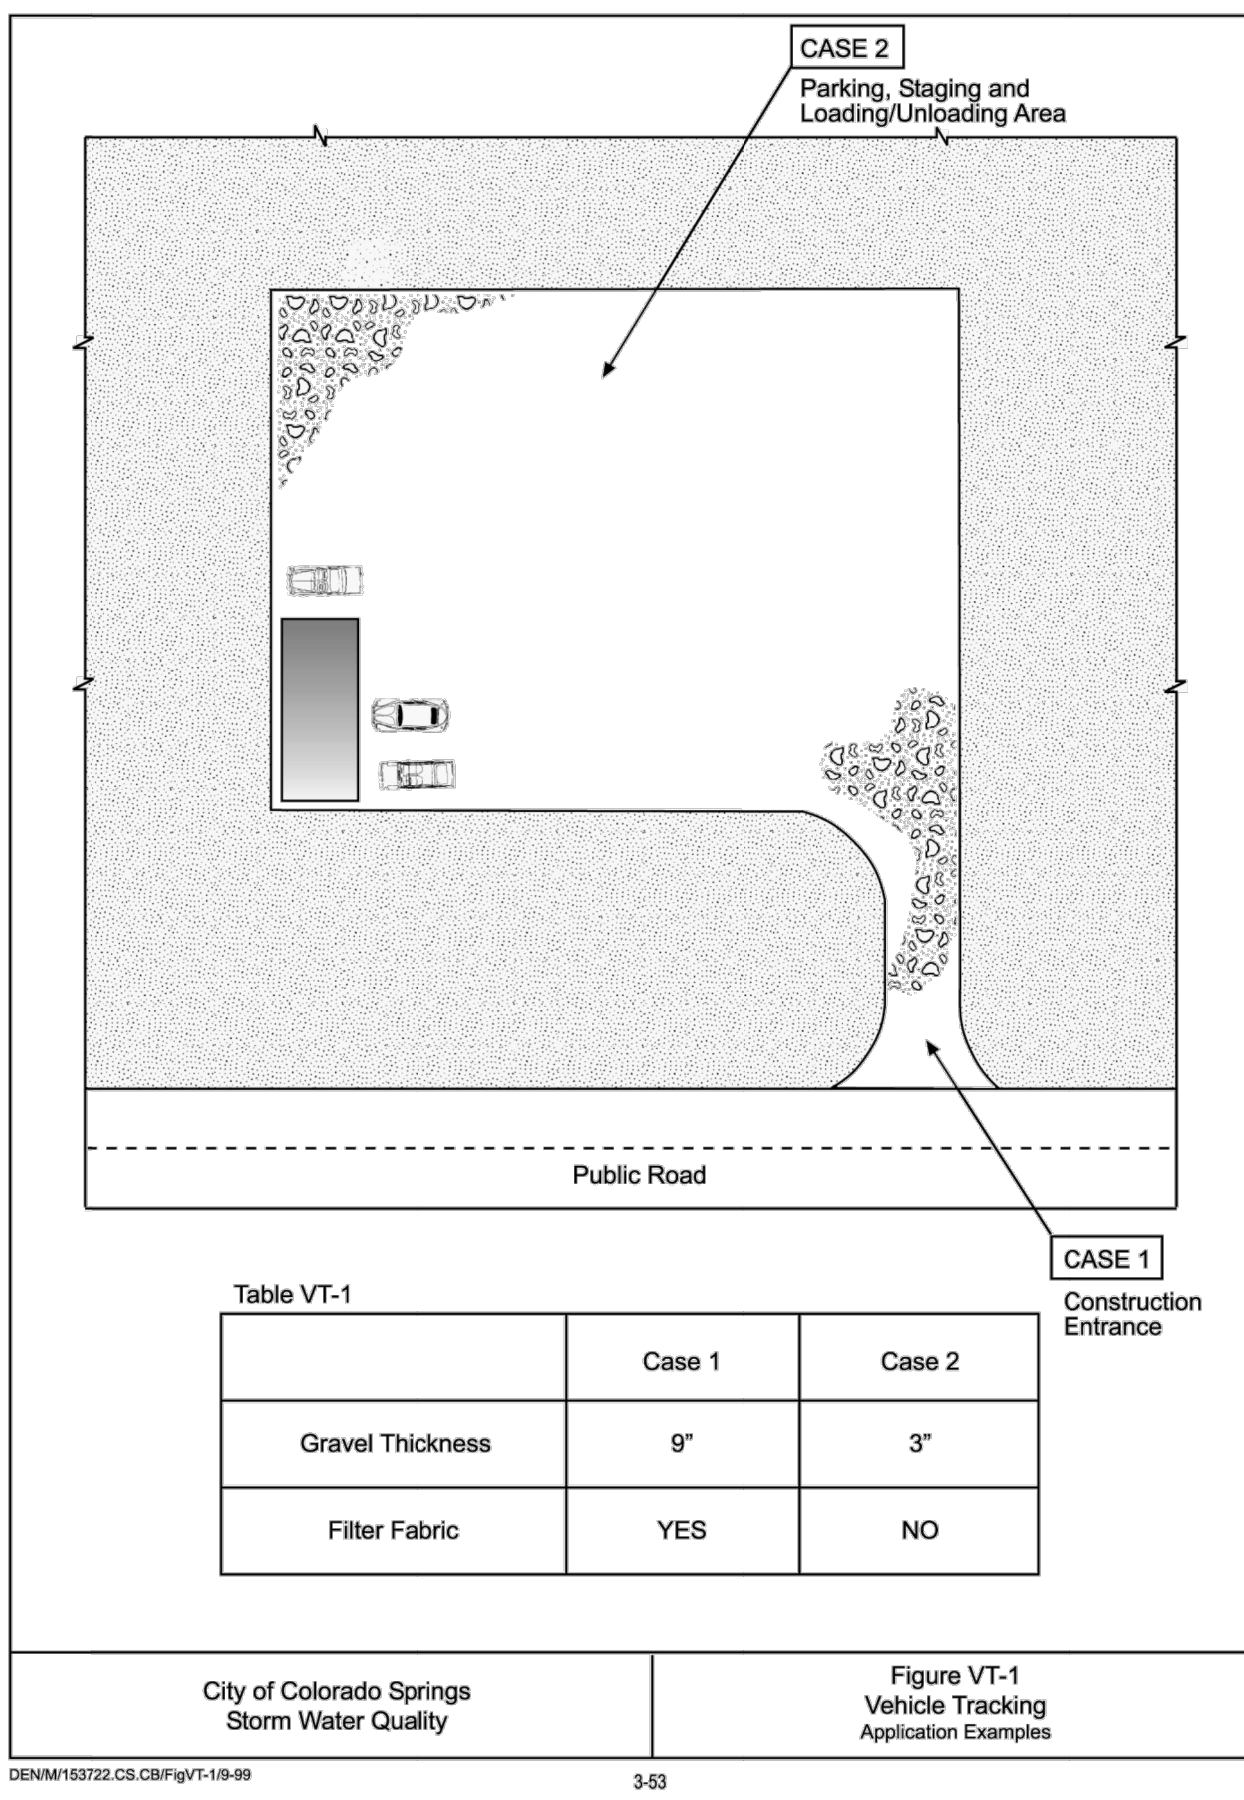 CASE 2
Parking, Staging and
Loading/Unloading Area
Public Road
CASE 1
Construction
Entrance
Table VT-1
Case 1 Case 2
Gravel Thickness 9” 3”
Filter Fabric YES NO
City of Colorado Springs
Storm Water Quality
Figure VT-1
Vehicle Tracking
Application Examples
DEN/M/153722.CS.CB/FigVT-1/9-99
3-53